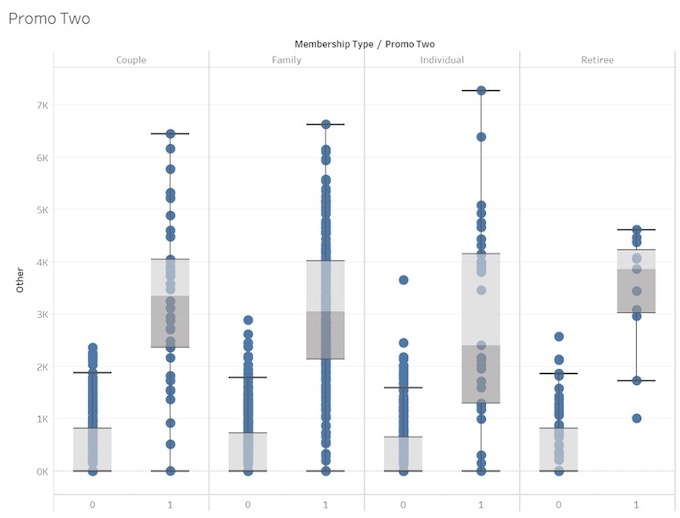 Promo Two
Membership Type / Promo Two
Couple Family Individual Retiree
7K
6K
5K
4K
3K
2K
1K
0K
Other
0 1 0 1 0 1 0 1